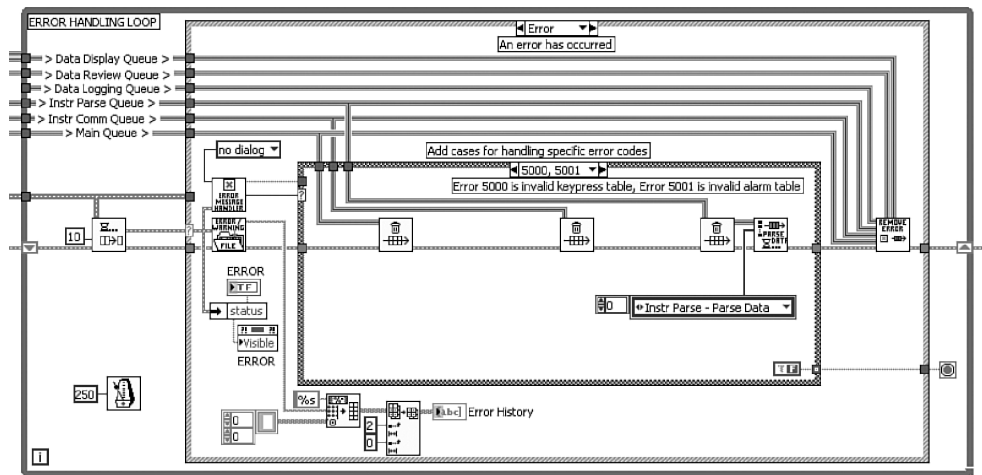 ERROR HANDLING LOOP
Error
An error has occurred
> Data Display Queue >
> Data Review Queue >
> Data Logging Queue >
> Instr Parse Queue >
> Instr Comm Queue >
> Main Queue >
no dialog
Add cases for handling specific error codes
5000, 5001
Error 5000 is invalid keypress table, Error 5001 is invalid alarm table
ERROR
MESSAGE
HANDLER
?
ERROR/
WARNING
FILE
10
?
PARSE
DATA
REMOVE
ERROR
ERROR
TF
status
?! ?!
Visible
ERROR
0
Instr Parse - Parse Data
TF
250
%s
0
0
2
0
abc
Error History
i